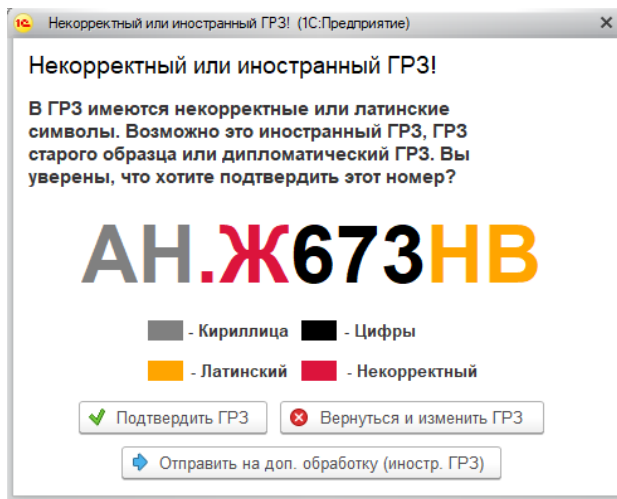 1С Некорректный или иностранный ГРЗ! (1С:Предприятие)
Некорректный или иностранный ГРЗ!
В ГРЗ имеются некорректные или латинские
символы. Возможно это иностранный ГРЗ, ГРЗ
старого образца или дипломатический ГРЗ. Вы
уверены, что хотите подтвердить этот номер?
АН.Ж673HB
- Кириллица - Цифры
- Латинский - Некорректный
Подтвердить ГРЗ Вернуться и изменить ГРЗ
Отправить на доп. обработку (иностр. ГРЗ)